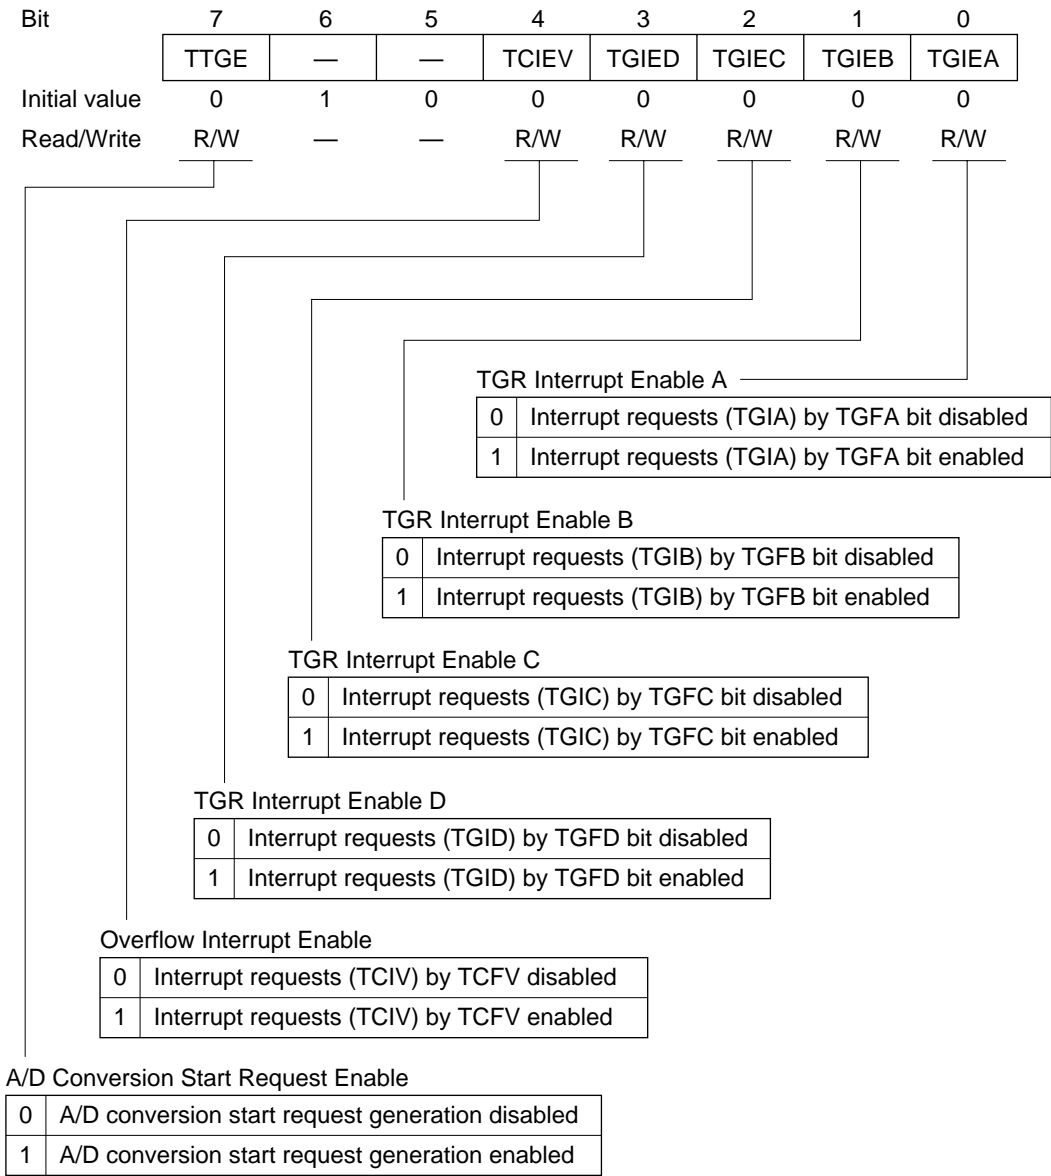 Bit 7 6 5 4 3 2 1 0
TTGE — — TCIEV TGIED TGIEC TGIEB TGIEA
Initial value 0 1 0 0 0 0 0 0
Read/Write R/W — — R/W R/W R/W R/W R/W
TGR Interrupt Enable A
0 Interrupt requests (TGIA) by TGFA bit disabled
1 Interrupt requests (TGIA) by TGFA bit enabled
TGR Interrupt Enable B
0 Interrupt requests (TGIB) by TGFB bit disabled
1 Interrupt requests (TGIB) by TGFB bit enabled
TGR Interrupt Enable C
0 Interrupt requests (TGIC) by TGFC bit disabled
1 Interrupt requests (TGIC) by TGFC bit enabled
TGR Interrupt Enable D
0 Interrupt requests (TGID) by TGFD bit disabled
1 Interrupt requests (TGID) by TGFD bit enabled
Overflow Interrupt Enable
0 Interrupt requests (TCIV) by TCFV disabled
1 Interrupt requests (TCIV) by TCFV enabled
A/D Conversion Start Request Enable
0 A/D conversion start request generation disabled
1 A/D conversion start request generation enabled